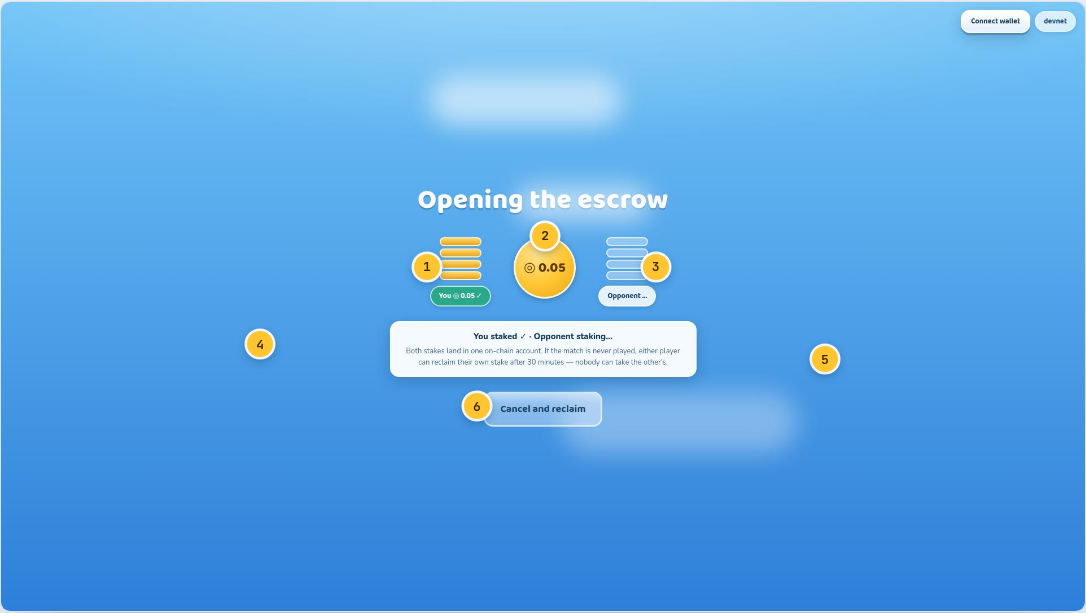 Connect wallet
devnet
Opening the escrow
2
1
◎ 0.05
3
You ◎ 0.05 ✓
Opponent ...
4
You staked ✓ · Opponent staking...
Both stakes land in one on-chain account. If the match is never played, either player
can reclaim their own stake after 30 minutes — nobody can take the other's.
5
6
Cancel and reclaim